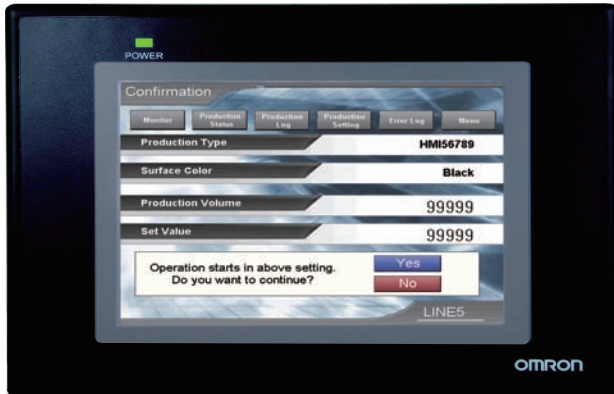 POWER
Confirmation
Monitor Production Status Production Log Production Setting Error Log Menu
Production Type HMI56789
Surface Color Black
Production Volume 99999
Set Value 99999
Operation starts in above setting. Yes
Do you want to continue? No
LINE5
OMRON